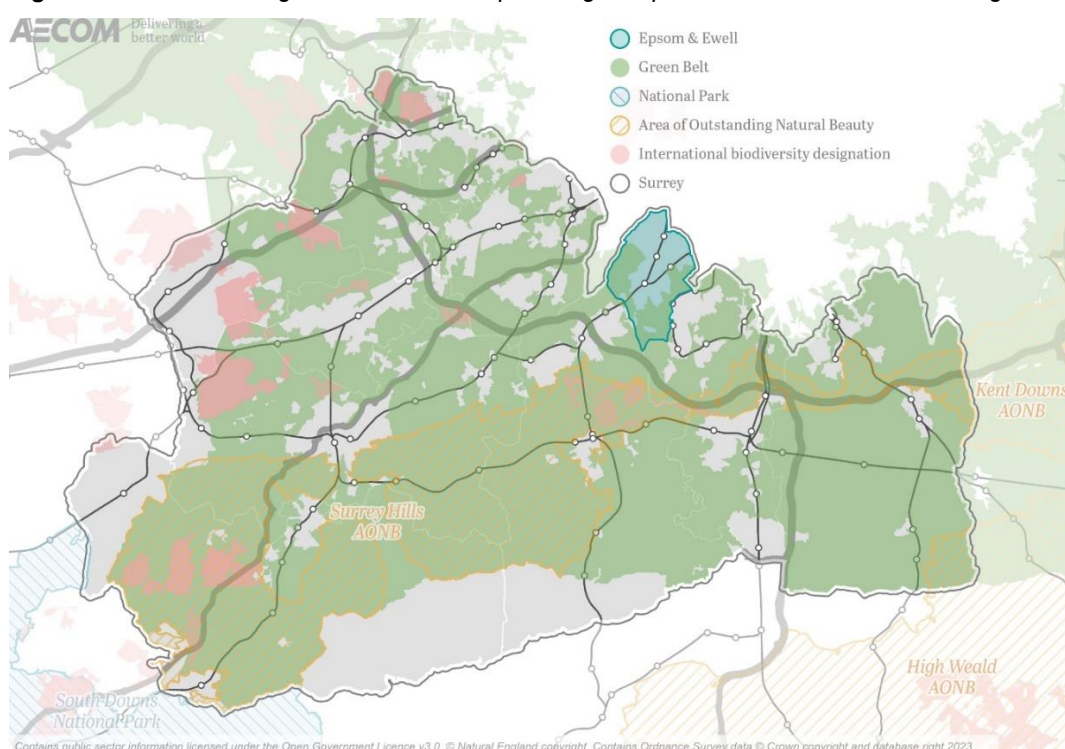 AECOM Delivering a
better world
Epsom & Ewell
Green Belt
National Park
Area of Outstanding Natural Beauty
International biodiversity designation
Surrey
Kent Downs
AONB
Surrey Hills
AONB
High Weald
AONB
South Downs
National Park
Contains public sector information licensed under the Open Government Licence v3.0. © Natural England copyright. Contains Ordnance Survey data © Crown copyright and database right 2023